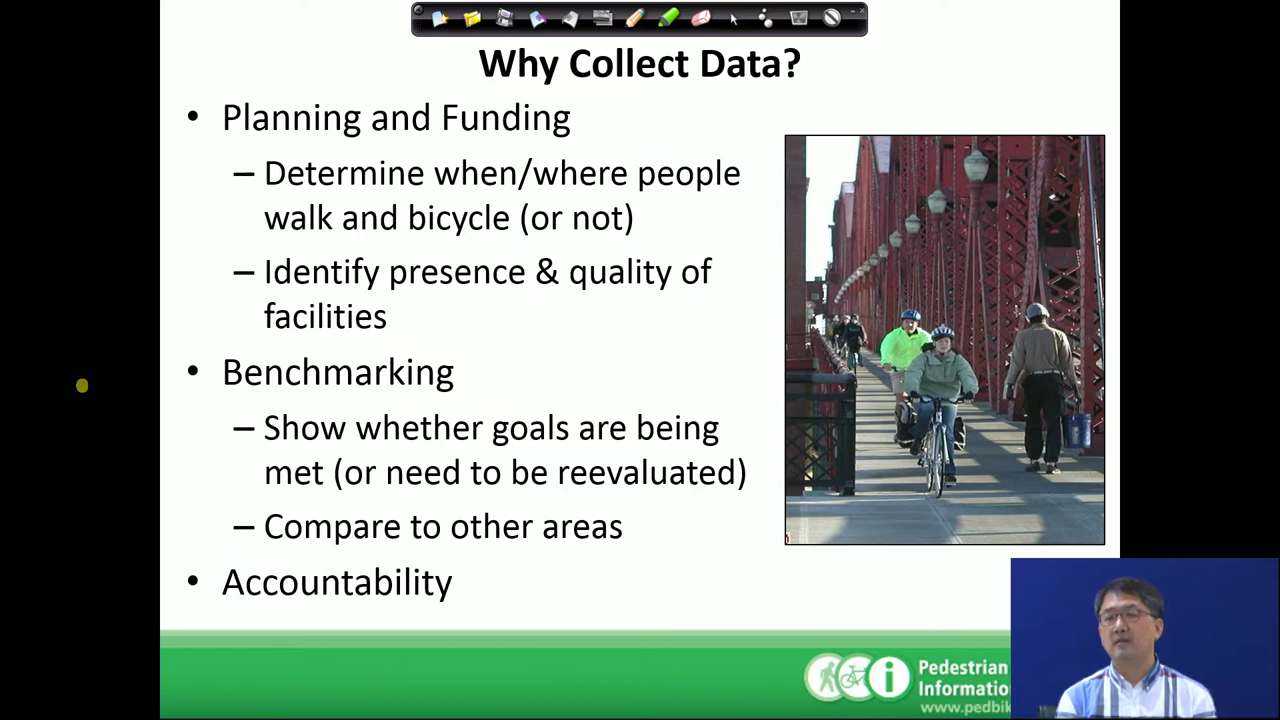 Why Collect Data?
• Planning and Funding
– Determine when/where people
walk and bicycle (or not)
– Identify presence & quality of
facilities
• Benchmarking
– Show whether goals are being
met (or need to be reevaluated)
– Compare to other areas
• Accountability
i
Pedestrian
Informatio
www.pedbik